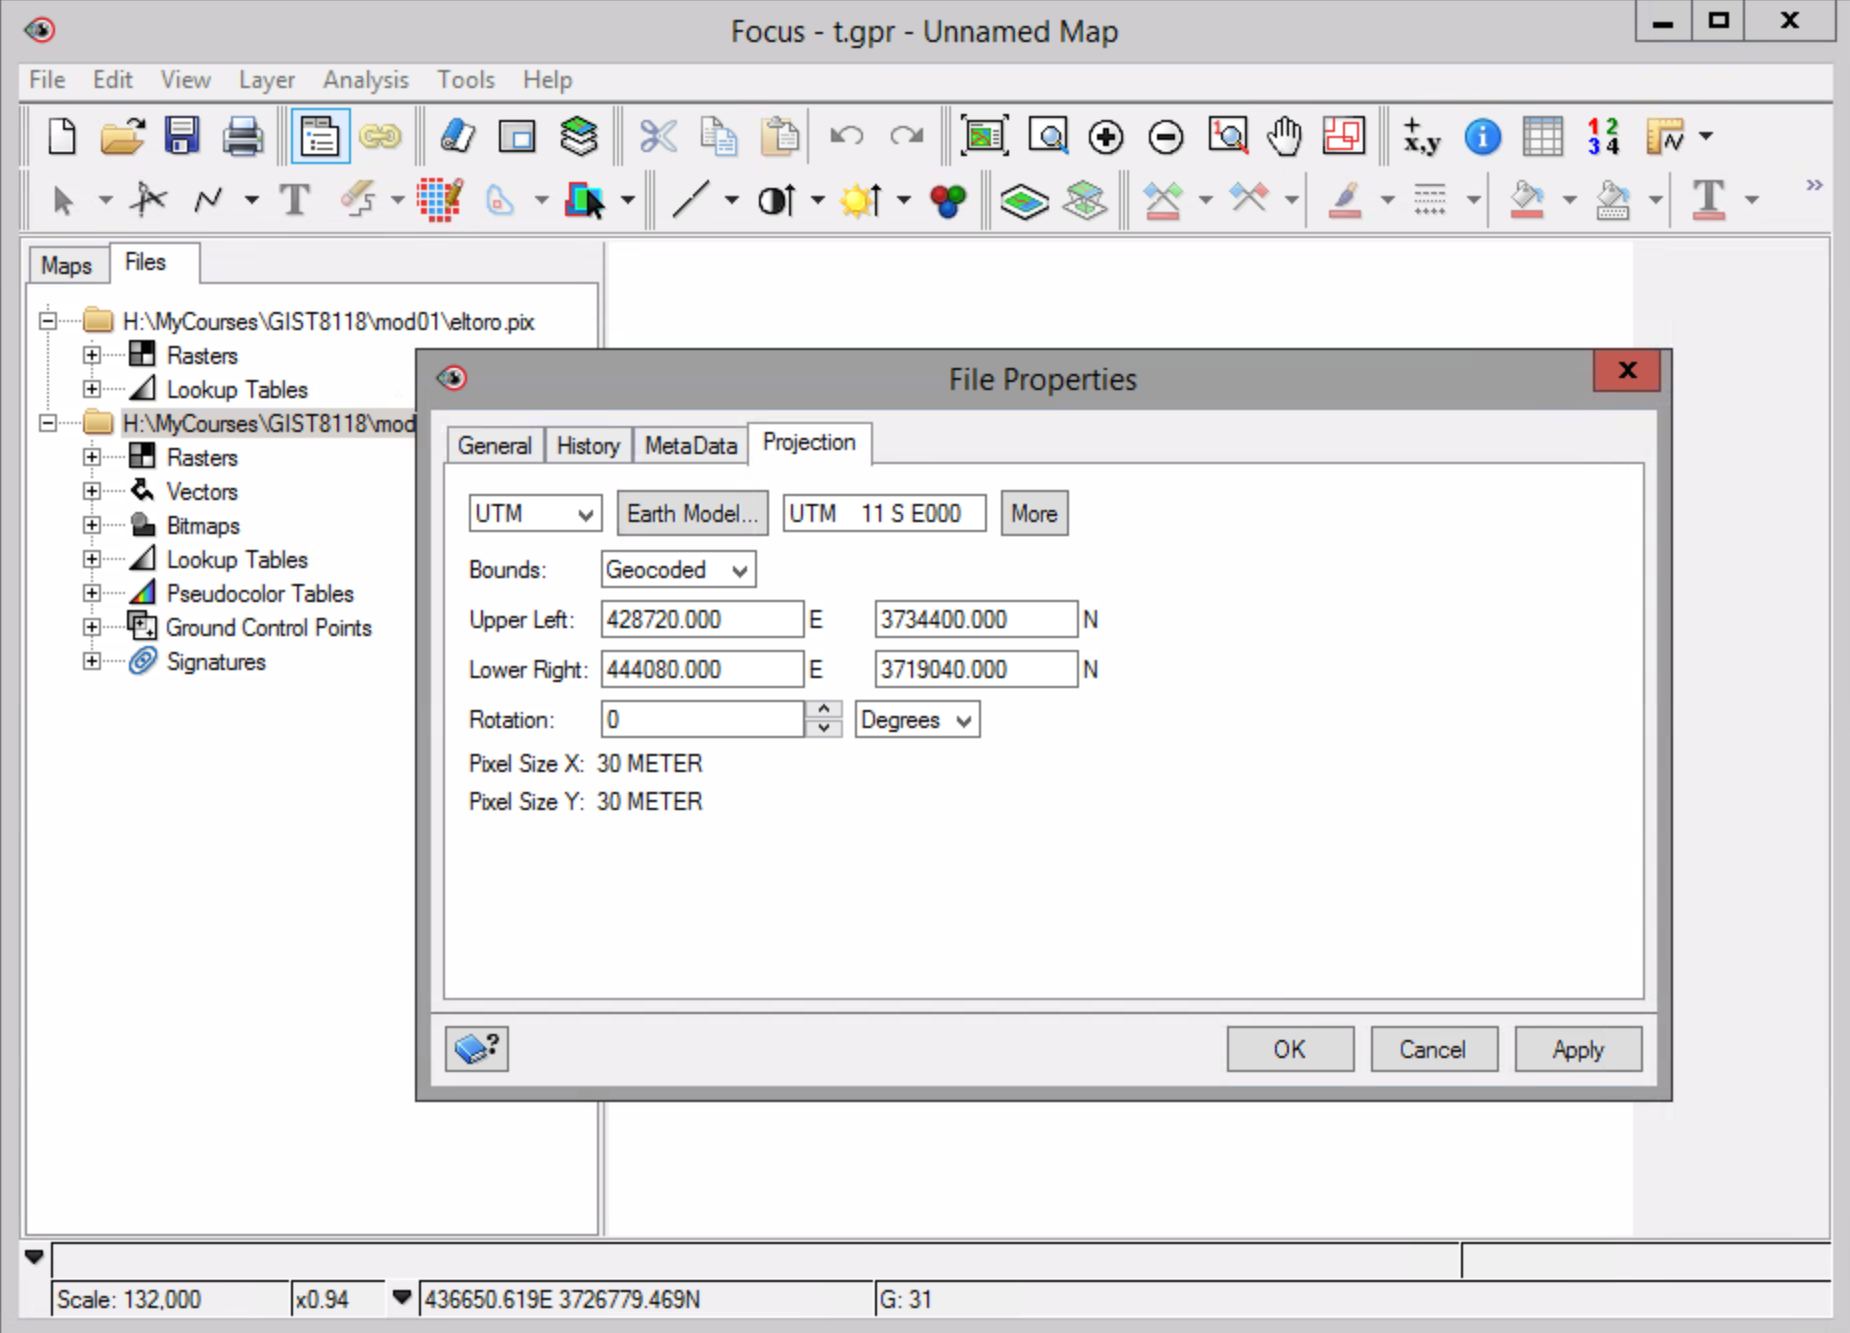 Focus - t.gpr - Unnamed Map
File Edit View Layer Analysis Tools Help
+
x,y
1 2
3 4
Maps Files
H:\MyCourses\GIST8118\mod01\eltoro.pix
Rasters
Lookup Tables
H:\MyCourses\GIST8118\mod
Rasters
Vectors
Bitmaps
Lookup Tables
Pseudocolor Tables
Ground Control Points
Signatures
File Properties
General History MetaData Projection
UTM Earth Model... UTM 11 S E000 More
Bounds: Geocoded
Upper Left: 428720.000 E 3734400.000 N
Lower Right: 444080.000 E 3719040.000 N
Rotation: 0 Degrees
Pixel Size X: 30 METER
Pixel Size Y: 30 METER
OK Cancel Apply
Scale: 132,000 x0.94 436650.619E 3726779.469N G: 31